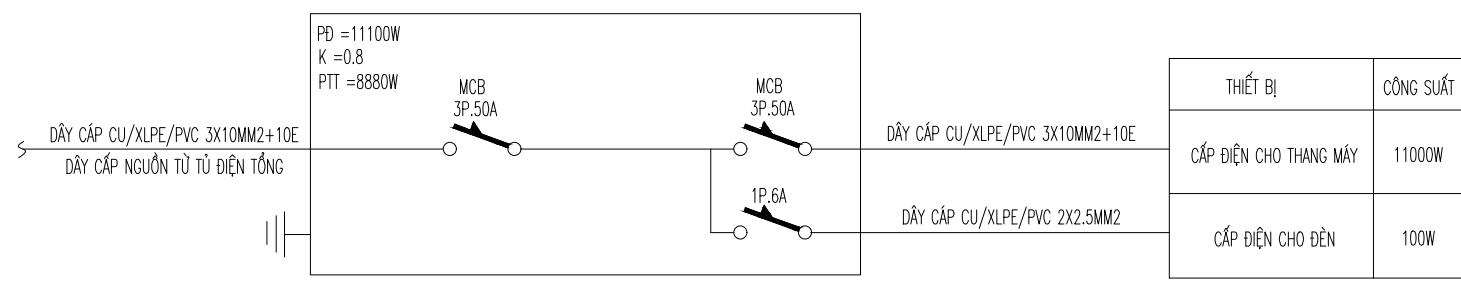 PĐ =11100W
K =0.8
PTT =8880W
MCB
3P.50A
MCB
3P.50A
1P.6A
DÂY CÁP CU/XLPE/PVC 3X10MM2+10E
DÂY CẤP NGUỒN TỪ TỦ ĐIỆN TỔNG
DÂY CÁP CU/XLPE/PVC 3X10MM2+10E
DÂY CÁP CU/XLPE/PVC 2X2.5MM2
THIẾT BỊ CÔNG SUẤT
CẤP ĐIỆN CHO THANG MÁY 11000W
CẤP ĐIỆN CHO ĐÈN 100W